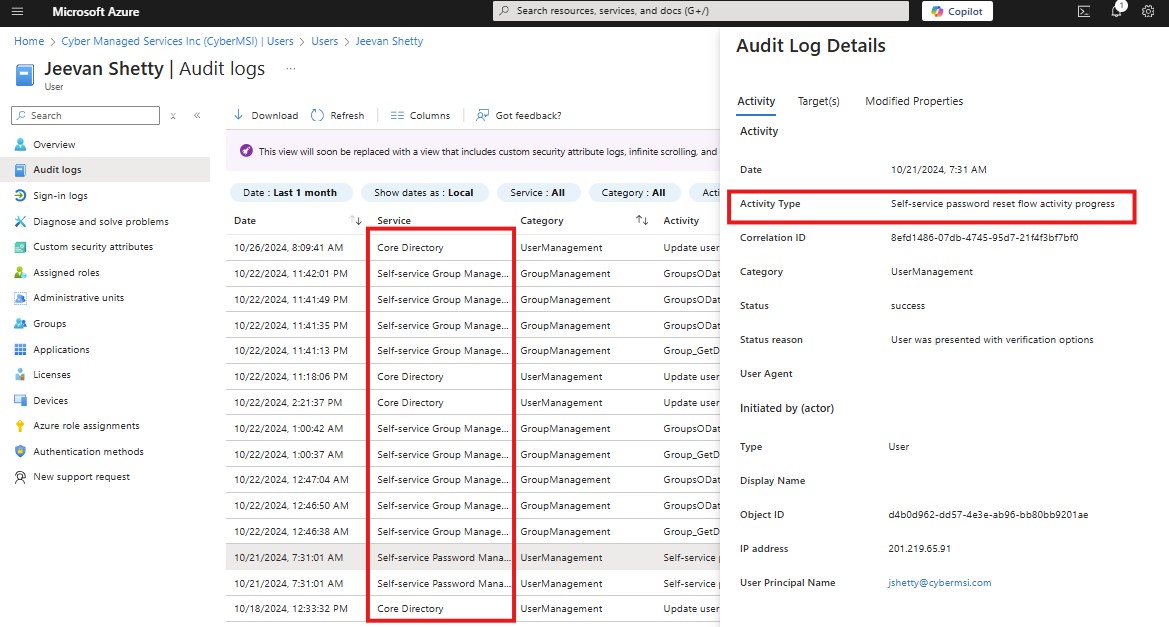 Microsoft Azure
Search resources, services, and docs (G+/)
Copilot
1
Home > Cyber Managed Services Inc (CyberMSI) | Users > Users > Jeevan Shetty
Jeevan Shetty | Audit logs ...
User
Search
Overview
Audit logs
Sign-in logs
Diagnose and solve problems
Custom security attributes
Assigned roles
Administrative units
Groups
Applications
Licenses
Devices
Azure role assignments
Authentication methods
New support request
Download Refresh Columns Got feedback?
This view will soon be replaced with a view that includes custom security attribute logs, infinite scrolling, and
Date : Last 1 month Show dates as : Local Service : All Category : All Acti
Date Service Category Activity
10/26/2024, 8:09:41 AM Core Directory UserManagement Update user
10/22/2024, 11:42:01 PM Self-service Group Manage... GroupManagement GroupsODat
10/22/2024, 11:41:49 PM Self-service Group Manage... GroupManagement GroupsODat
10/22/2024, 11:41:35 PM Self-service Group Manage... GroupManagement GroupsODat
10/22/2024, 11:41:13 PM Self-service Group Manage... GroupManagement Group_GetD
10/22/2024, 11:18:06 PM Core Directory UserManagement Update user
10/22/2024, 2:21:37 PM Core Directory UserManagement Update user
10/22/2024, 1:00:42 AM Self-service Group Manage... GroupManagement GroupsODat
10/22/2024, 1:00:37 AM Self-service Group Manage... GroupManagement Group_GetD
10/22/2024, 12:47:04 AM Self-service Group Manage... GroupManagement GroupsODat
10/22/2024, 12:46:50 AM Self-service Group Manage... GroupManagement GroupsODat
10/22/2024, 12:46:38 AM Self-service Group Manage... GroupManagement Group_GetD
10/21/2024, 7:31:01 AM Self-service Password Mana... UserManagement Self-service p
10/21/2024, 7:31:01 AM Self-service Password Mana... UserManagement Self-service p
10/18/2024, 12:33:32 PM Core Directory UserManagement Update user
Audit Log Details
Activity Target(s) Modified Properties
Activity
Date 10/21/2024, 7:31 AM
Activity Type Self-service password reset flow activity progress
Correlation ID 8efd1486-07db-4745-95d7-21f4f3bf7bf0
Category UserManagement
Status success
Status reason User was presented with verification options
User Agent
Initiated by (actor)
Type User
Display Name
Object ID d4b0d962-dd57-4e3e-ab96-bb80bb9201ae
IP address 201.219.65.91
User Principal Name jshetty@cybermsi.com